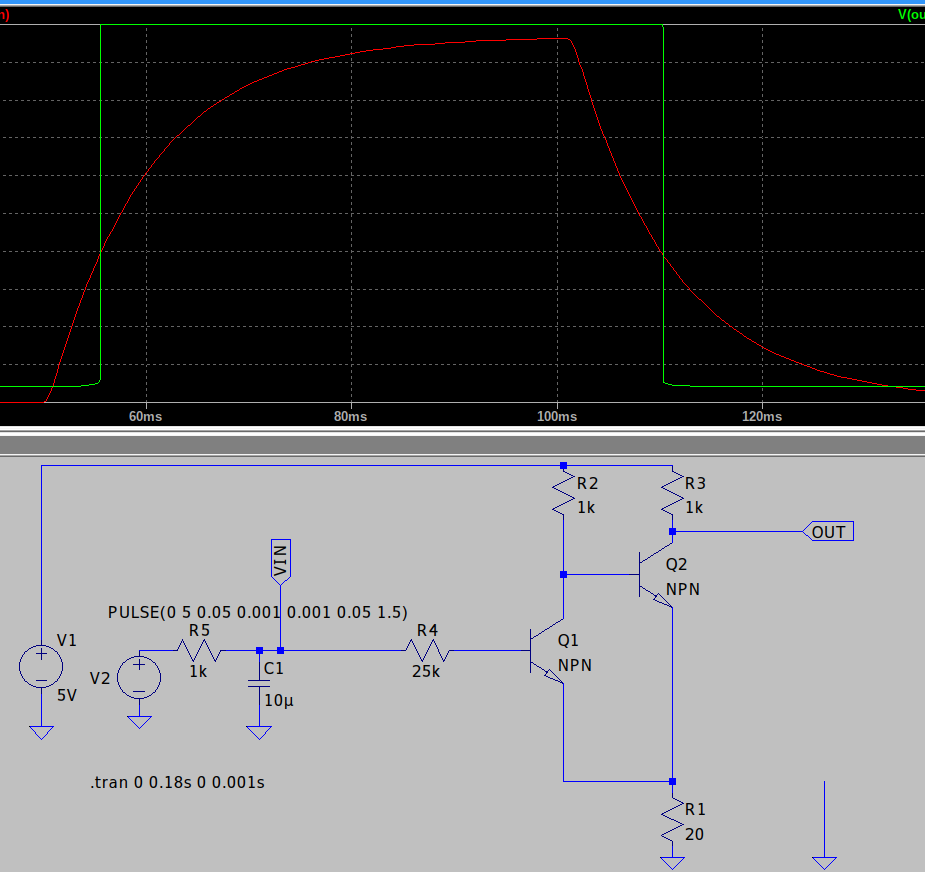 n)
V(ou
60ms
80ms
100ms
120ms
R2
1k
R3
1k
OUT
VIN
Q2
NPN
PULSE(0 5 0.05 0.001 0.001 0.05 1.5)
V1
5V
V2
R5
1k
C1
10µ
R4
25k
Q1
NPN
.tran 0 0.18s 0 0.001s
R1
20